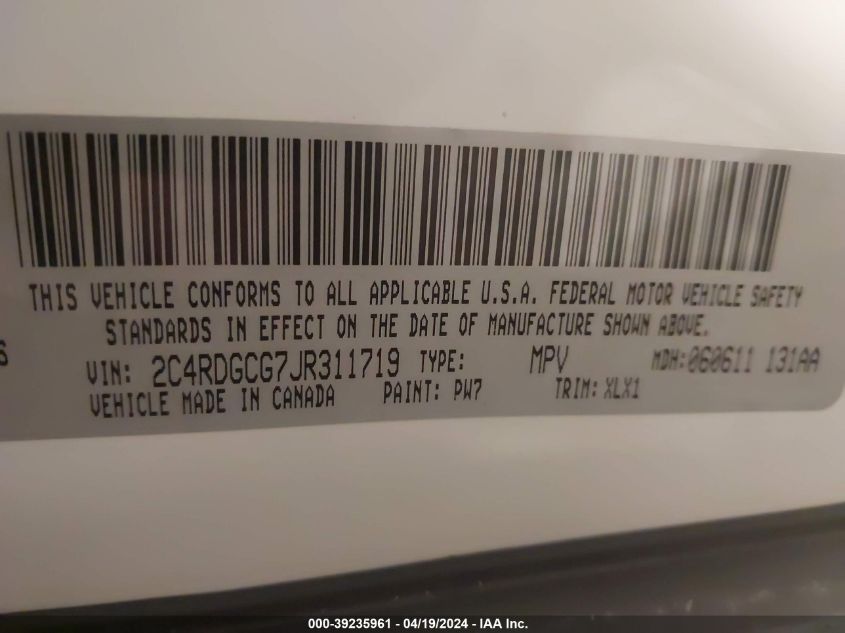 THIS VEHICLE CONFORMS TO ALL APPLICABLE U.S.A. FEDERAL MOTOR VEHICLE SAFETY
STANDARDS IN EFFECT ON THE DATE OF MANUFACTURE SHOWN ABOVE.
S
VIN: 2C4RDGCG7JR311719 TYPE: MPV MDH:060611 131AA
VEHICLE MADE IN CANADA PAINT: PW7 TRIM: XLX1
000-39235961 - 04/19/2024 - IAA Inc.